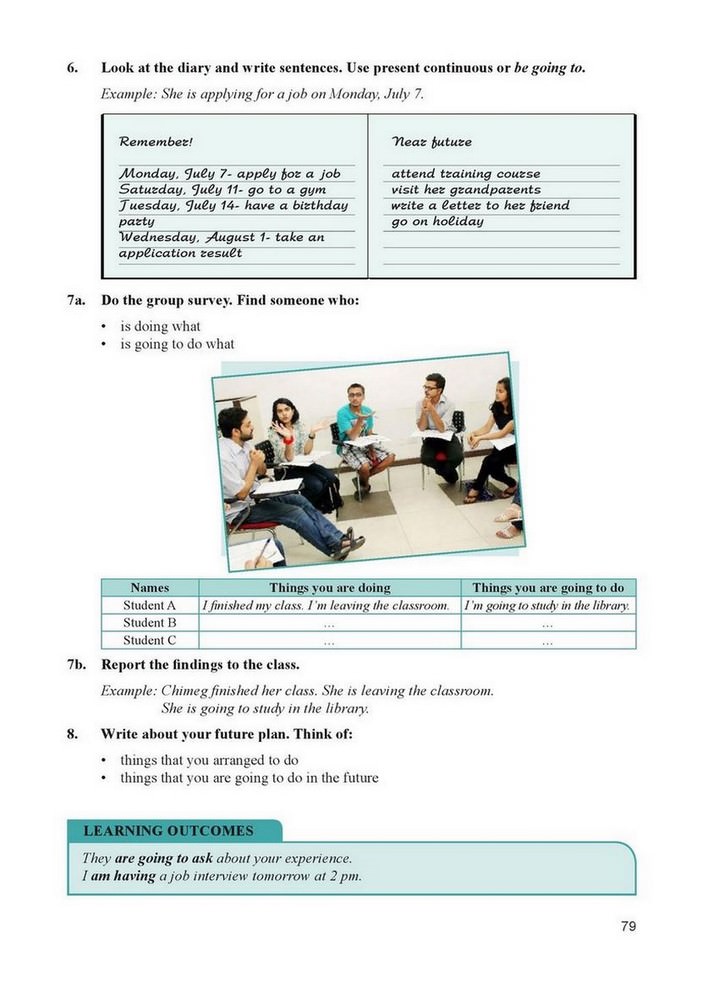 6. Look at the diary and write sentences. Use present continuous or be going to.
Example: She is applying for a job on Monday, July 7.
Remember!
Monday, July 7- apply for a job
Saturday, July 11- go to a gym
Tuesday, July 14- have a birthday
party
Wednesday, August 1- take an
application result
Near future
attend training course
visit her grandparents
write a letter to her friend
go on holiday
7a. Do the group survey. Find someone who:
• is doing what
• is going to do what
Names Things you are doing Things you are going to do
Student A I finished my class. I'm leaving the classroom. I'm going to study in the library.
Student B ... ...
Student C ... ...
7b. Report the findings to the class.
Example: Chimeg finished her class. She is leaving the classroom.
She is going to study in the library.
8. Write about your future plan. Think of:
• things that you arranged to do
• things that you are going to do in the future
LEARNING OUTCOMES
They are going to ask about your experience.
I am having a job interview tomorrow at 2 pm.
79